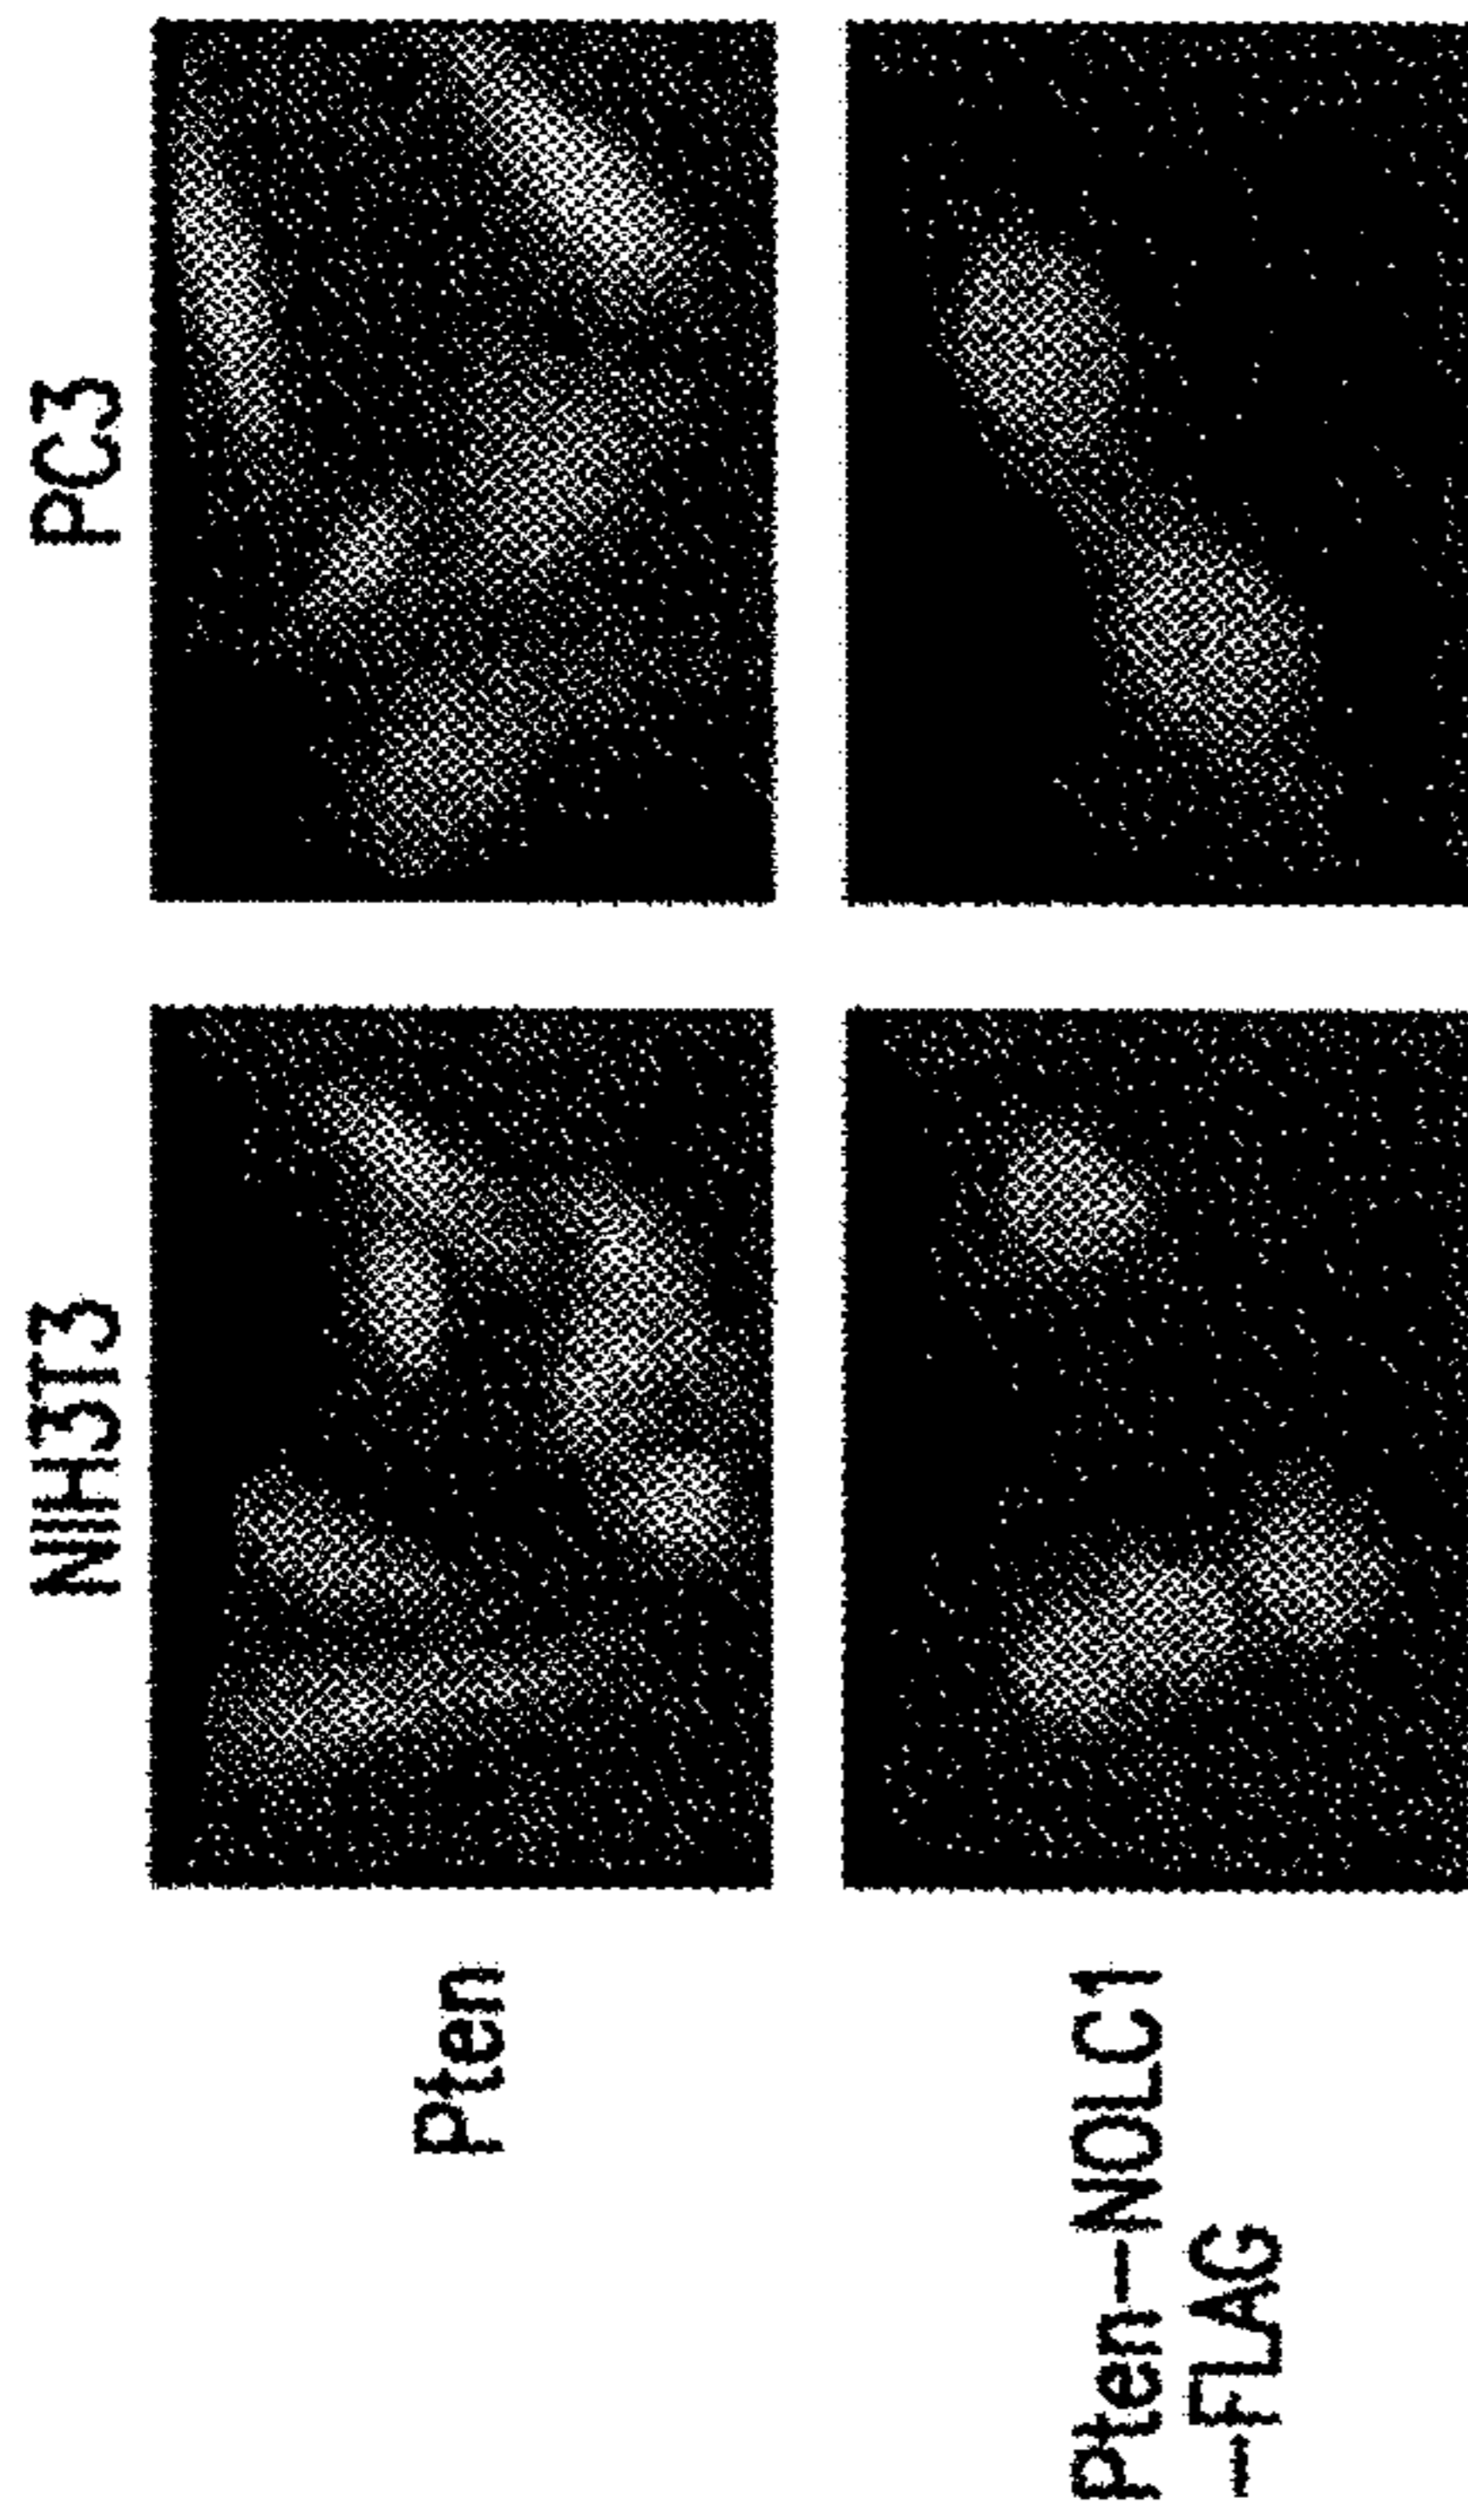 NIH3T3
PC3
Pten
Pten-NOLC1
-FLAG